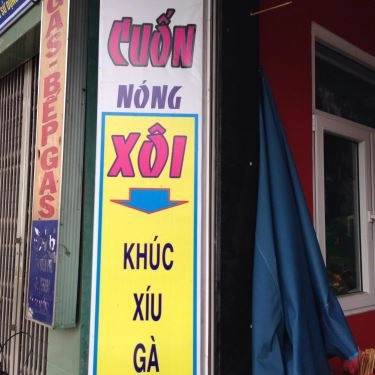 CUỐN
NÓNG
XÔI
KHÚC
XÍU
GÀ
GAS-BẾP GAS